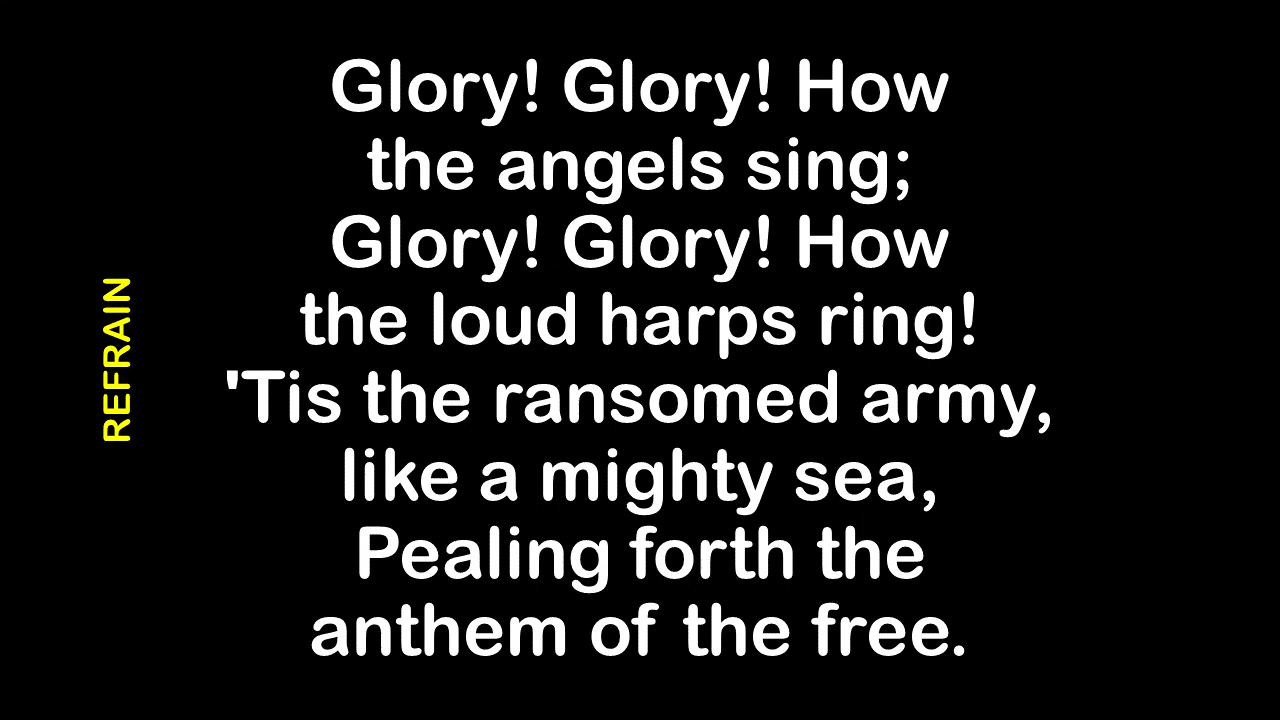 REFRAIN
Glory! Glory! How
the angels sing;
Glory! Glory! How
the loud harps ring!
'Tis the ransomed army,
like a mighty sea,
Pealing forth the
anthem of the free.